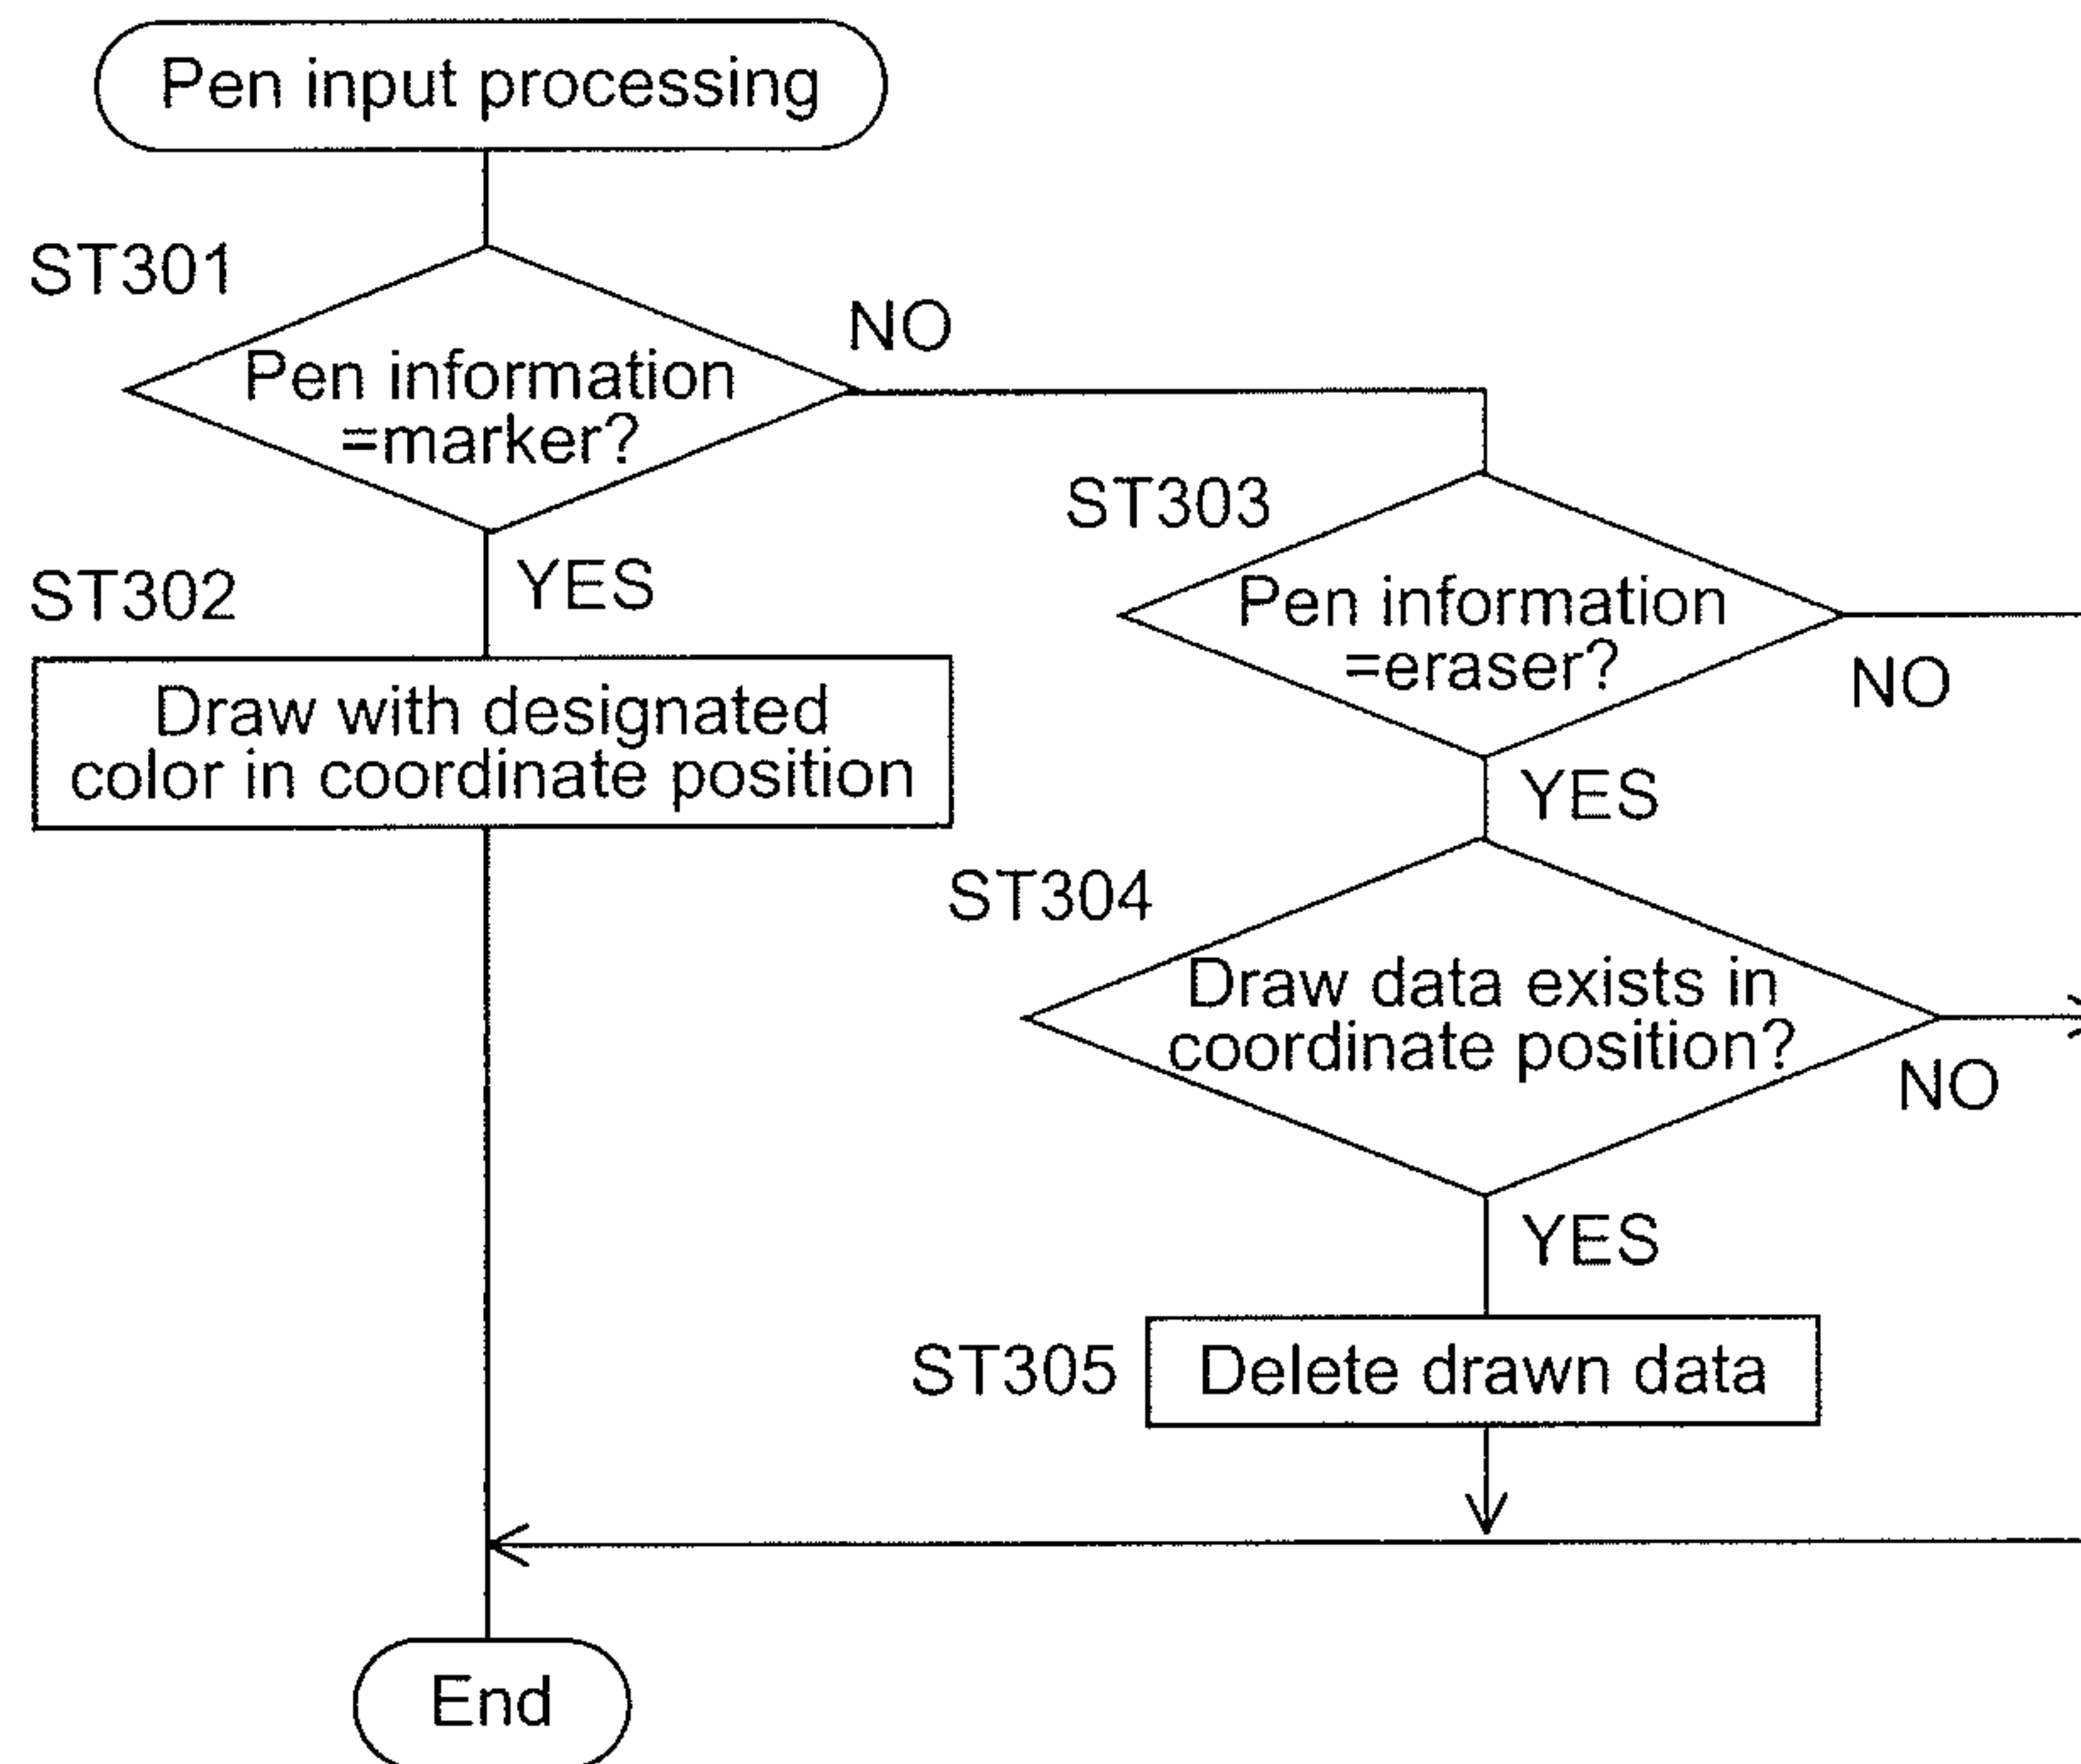 Pen input processing
ST301
NO
Pen information
=marker?
YES
ST302
Draw with designated
color in coordinate position
ST303
Pen information
=eraser?
NO
YES
ST304
Draw data exists in
coordinate position?
NO
YES
ST305
Delete drawn data
End